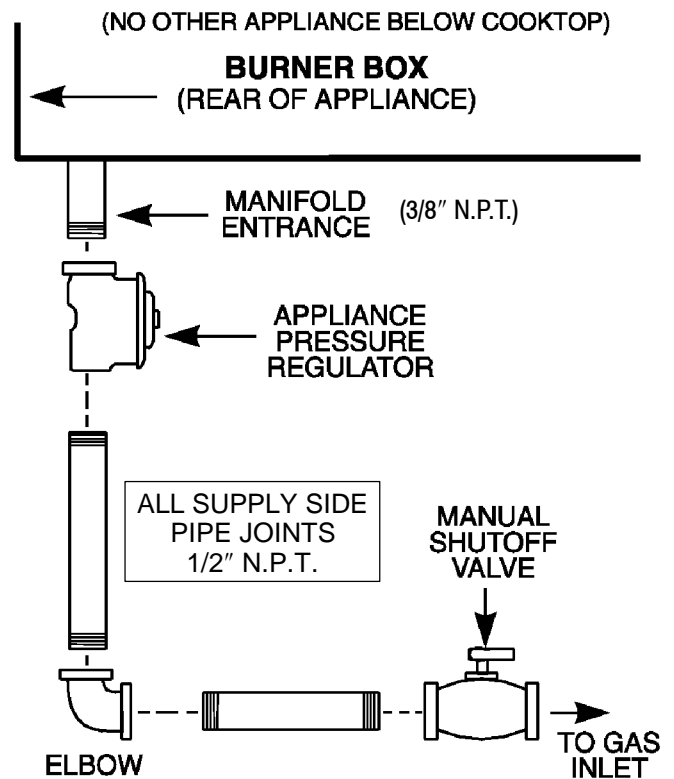 (NO OTHER APPLIANCE BELOW COOKTOP)
BURNER BOX
(REAR OF APPLIANCE)
MANIFOLD
ENTRANCE
(3/8″ N.P.T.)
APPLIANCE
PRESSURE
REGULATOR
ALL SUPPLY SIDE
PIPE JOINTS
1/2″ N.P.T.
MANUAL
SHUTOFF
VALVE
ELBOW
TO GAS
INLET